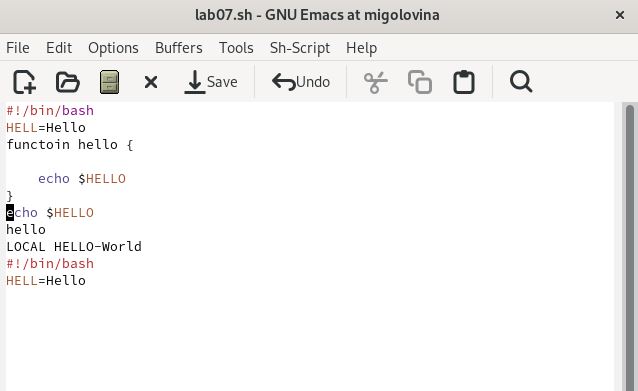 lab07.sh - GNU Emacs at migolovina
File Edit Options Buffers Tools Sh-Script Help
Save Undo
#!/bin/bash
HELL=Hello
functoin hello {
echo $HELLO
}
echo $HELLO
hello
LOCAL HELLO-World
#!/bin/bash
HELL=Hello